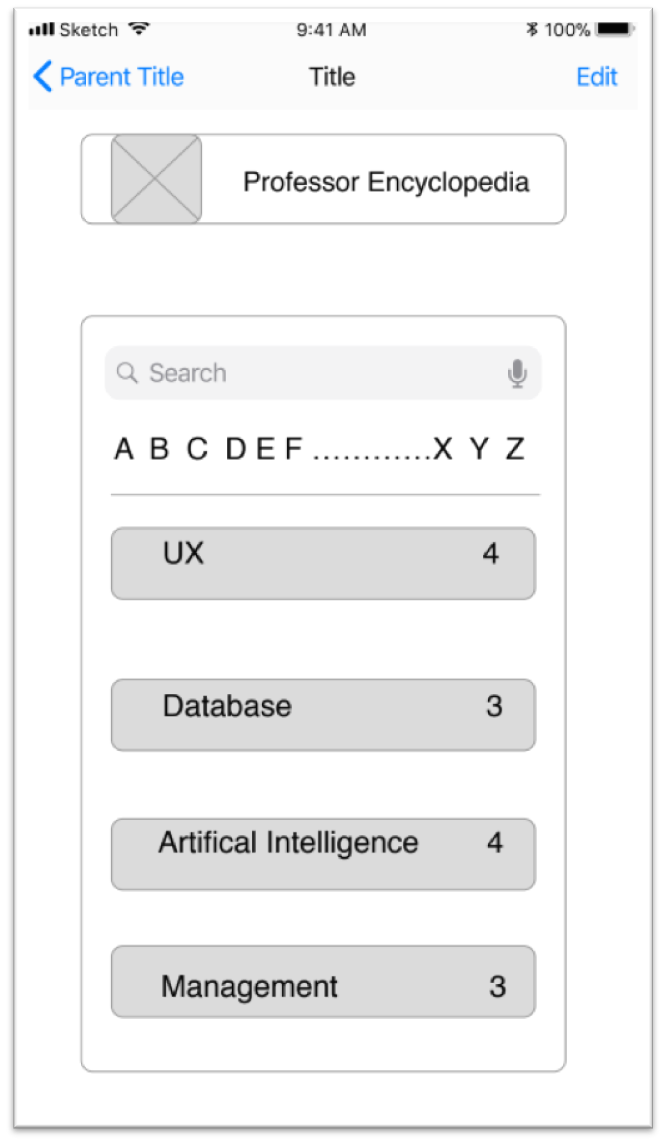 Sketch 9:41 AM 100%
Parent Title Title Edit
Professor Encyclopedia
Search
A B C D E F ............X Y Z
UX 4
Database 3
Artifical Intelligence 4
Management 3